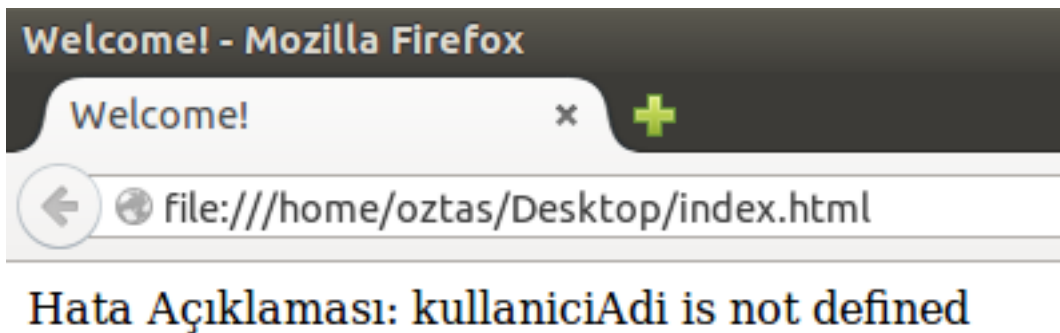 Welcome! - Mozilla Firefox
Welcome!
file:///home/oztas/Desktop/index.html
Hata Açıklaması: kullaniciAdi is not defined